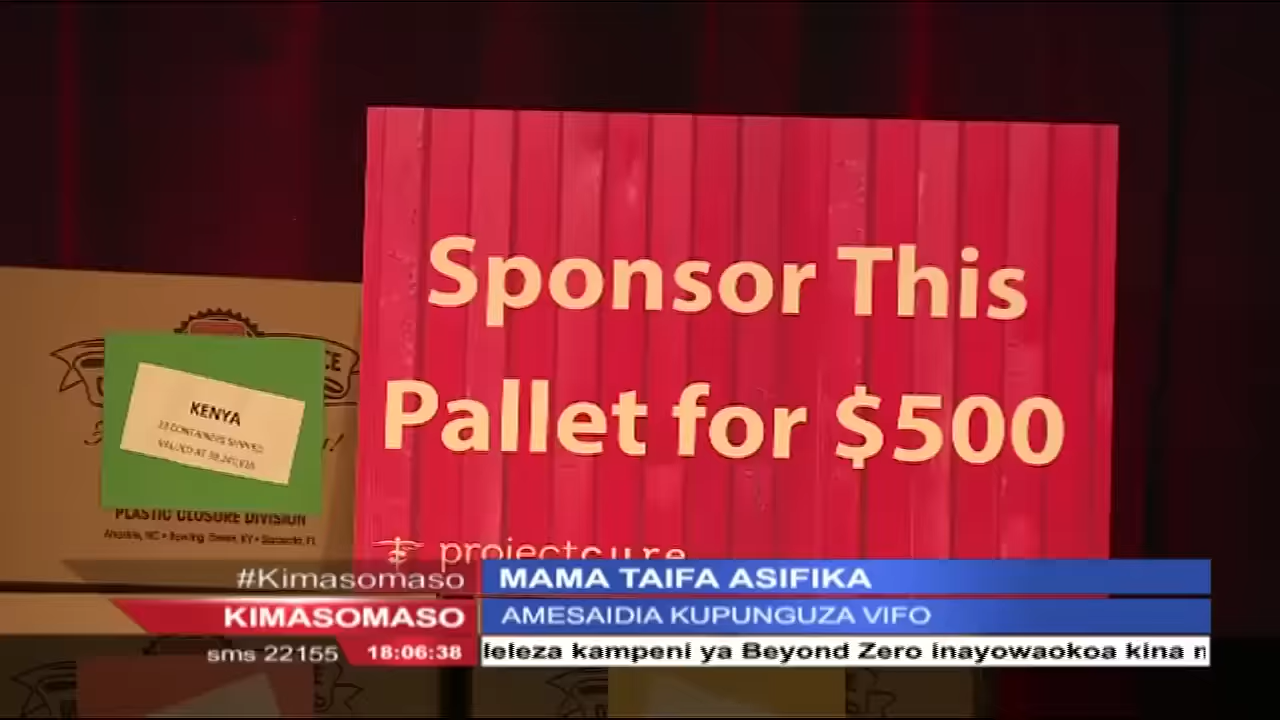 Sponsor This
Pallet for $500
projectcure
CE
KENYA
PLASTIC CLOSURE DIVISION
#Kimasomaso
MAMA TAIFA ASIFIKA
KIMASOMASO
AMESAIDIA KUPUNGUZA VIFO
sms 22155
18:06:38
leleza kampeni ya Beyond Zero inayowaokoa kina